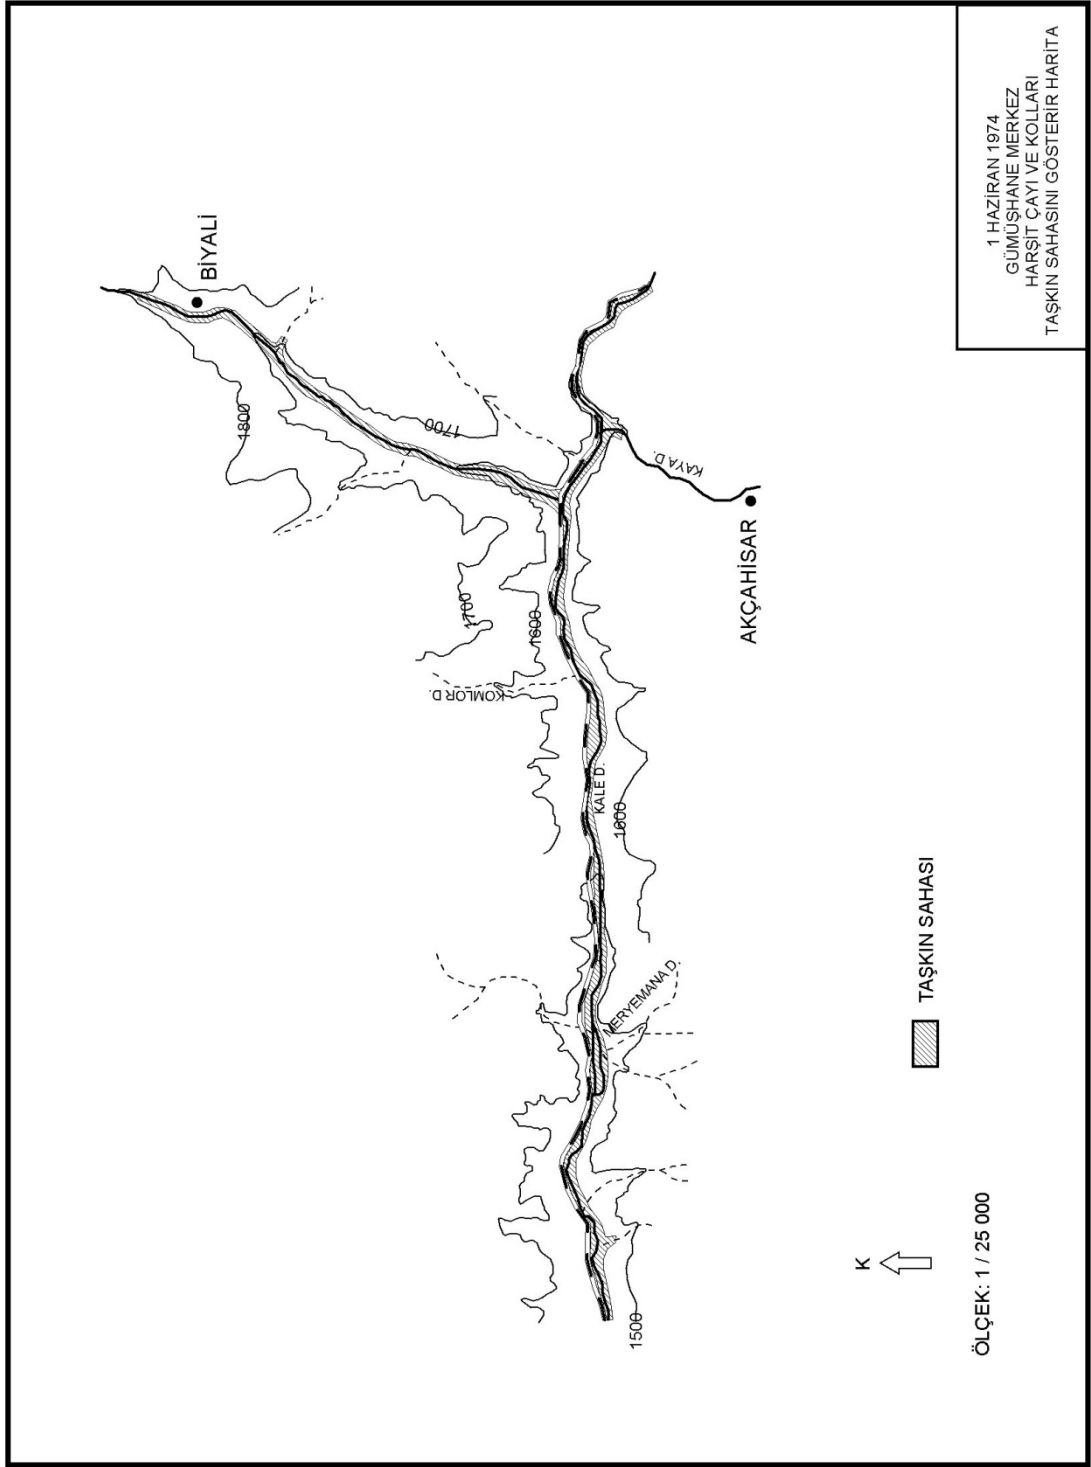 1 HAZİRAN 1974
GÜMÜŞHANE MERKEZ
HARŞİT ÇAYI VE KOLLARI
TAŞKIN SAHASINI GÖSTERİR HARİTA
BİYALİ
1800
1700
KAYA D.
AKÇAHİSAR
1700
1600
KOMLOR D.
KALE D.
1600
MERYEMANA D.
1500
TAŞKIN SAHASI
K
ÖLÇEK: 1 / 25 000